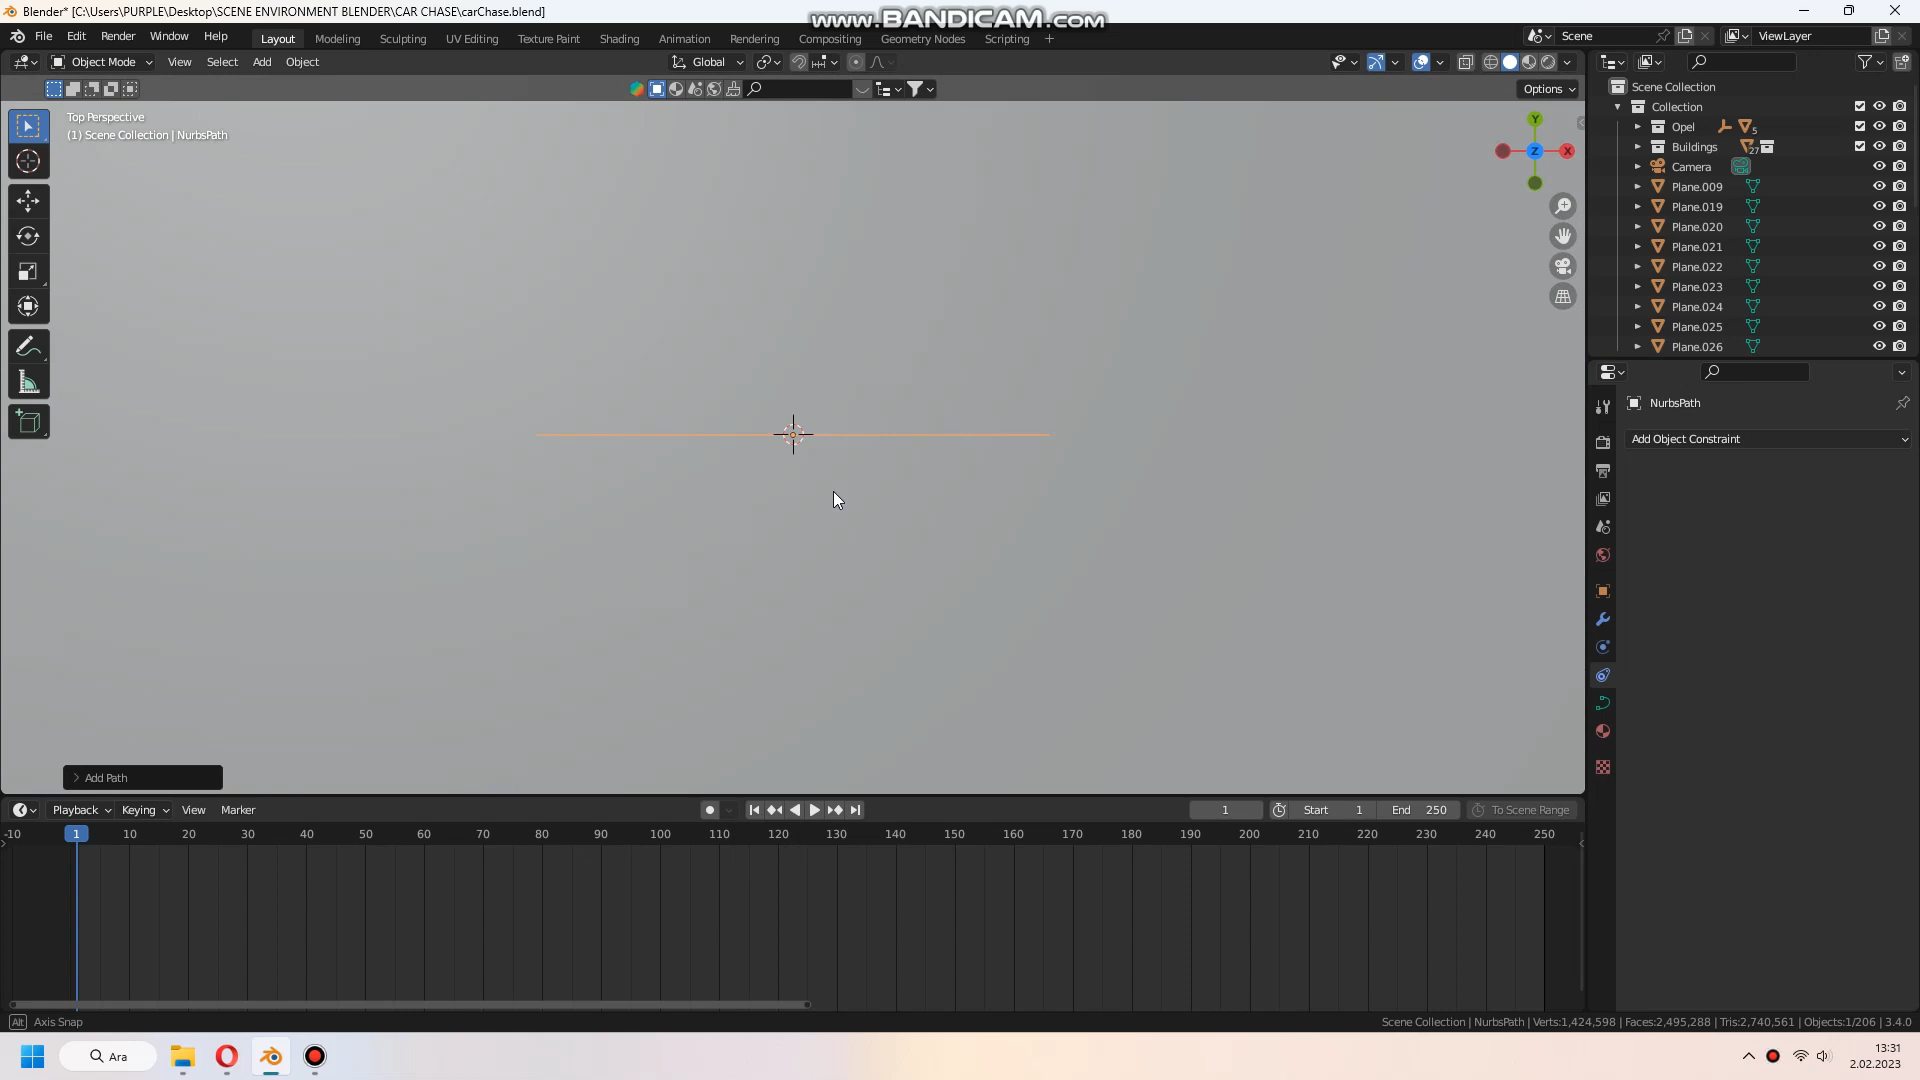 Blender* [C:\Users\PURPLE\Desktop\SCENE ENVIRONMENT BLENDER\CAR CHASE\carChase.blend]
www.BANDICAM.com
File Edit Render Window Help Layout Modeling Sculpting UV Editing Texture Paint Shading Animation Rendering Compositing Geometry Nodes Scripting + Scene ViewLayer
Object Mode View Select Add Object Global
Options
Top Perspective
(1) Scene Collection | NurbsPath
Y
X
Z
Scene Collection
Collection
Opel 5
Buildings 27
Camera
Plane.009
Plane.019
Plane.020
Plane.021
Plane.022
Plane.023
Plane.024
Plane.025
Plane.026
NurbsPath
Add Object Constraint
Add Path
Playback Keying View Marker 1 Start 1 End 250 To Scene Range
-10 1 10 20 30 40 50 60 70 80 90 100 110 120 130 140 150 160 170 180 190 200 210 220 230 240 250
Alt Axis Snap
Scene Collection | NurbsPath | Verts:1,424,598 | Faces:2,495,288 | Tris:2,740,561 | Objects:1/206 | 3.4.0
Ara
13:31
2.02.2023